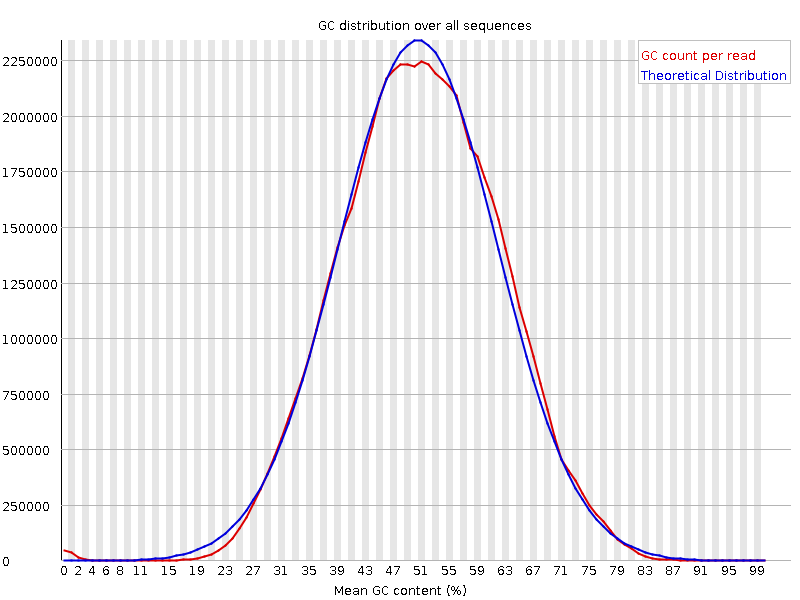 GC distribution over all sequences
GC count per read
Theoretical Distribution
2250000
2000000
1750000
1500000
1250000
1000000
750000
500000
250000
0
0 2 4 6 8 11 15 19 23 27 31 35 39 43 47 51 55 59 63 67 71 75 79 83 87 91 95 99
Mean GC content (%)